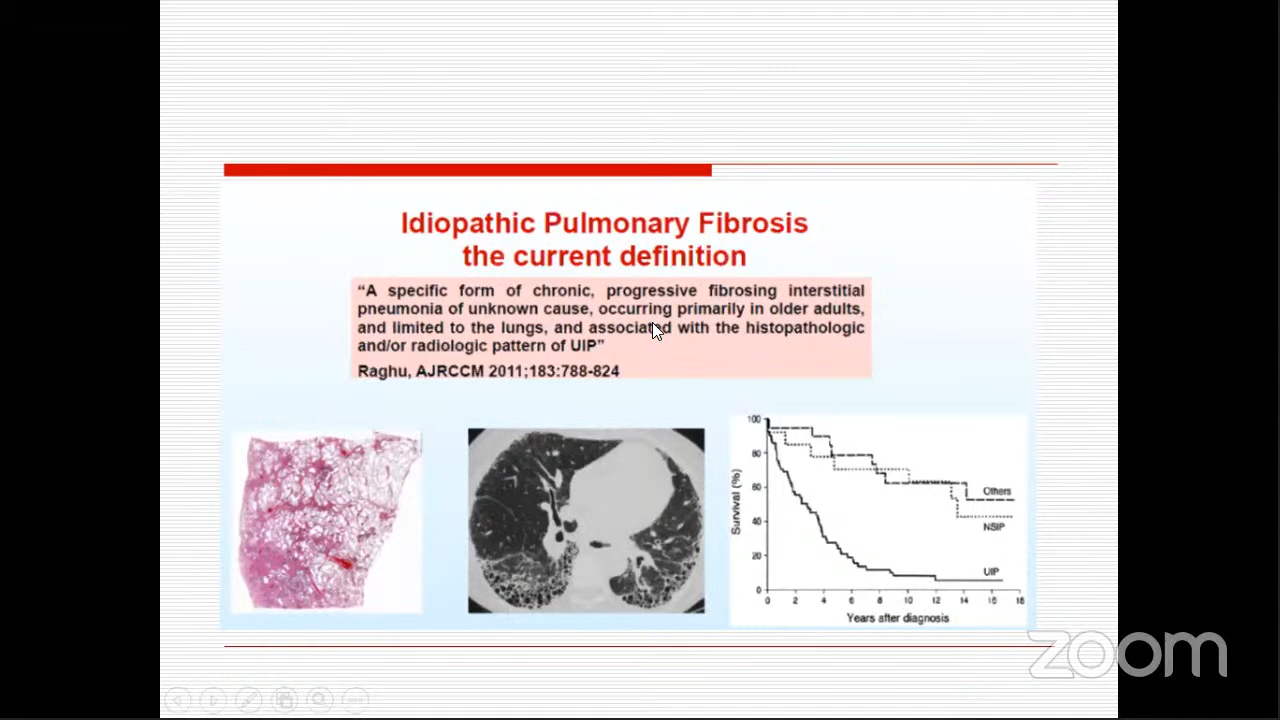 Idiopathic Pulmonary Fibrosis
the current definition
“A specific form of chronic, progressive fibrosing interstitial
pneumonia of unknown cause, occurring primarily in older adults,
and limited to the lungs, and associated with the histopathologic
and/or radiologic pattern of UIP”
Raghu, AJRCCM 2011;183:788-824
100
80
60
40
20
0
Survival (%)
Others
NSIP
UIP
0 2 4 6 8 10 12 14 16 18
Years after diagnosis
zoom